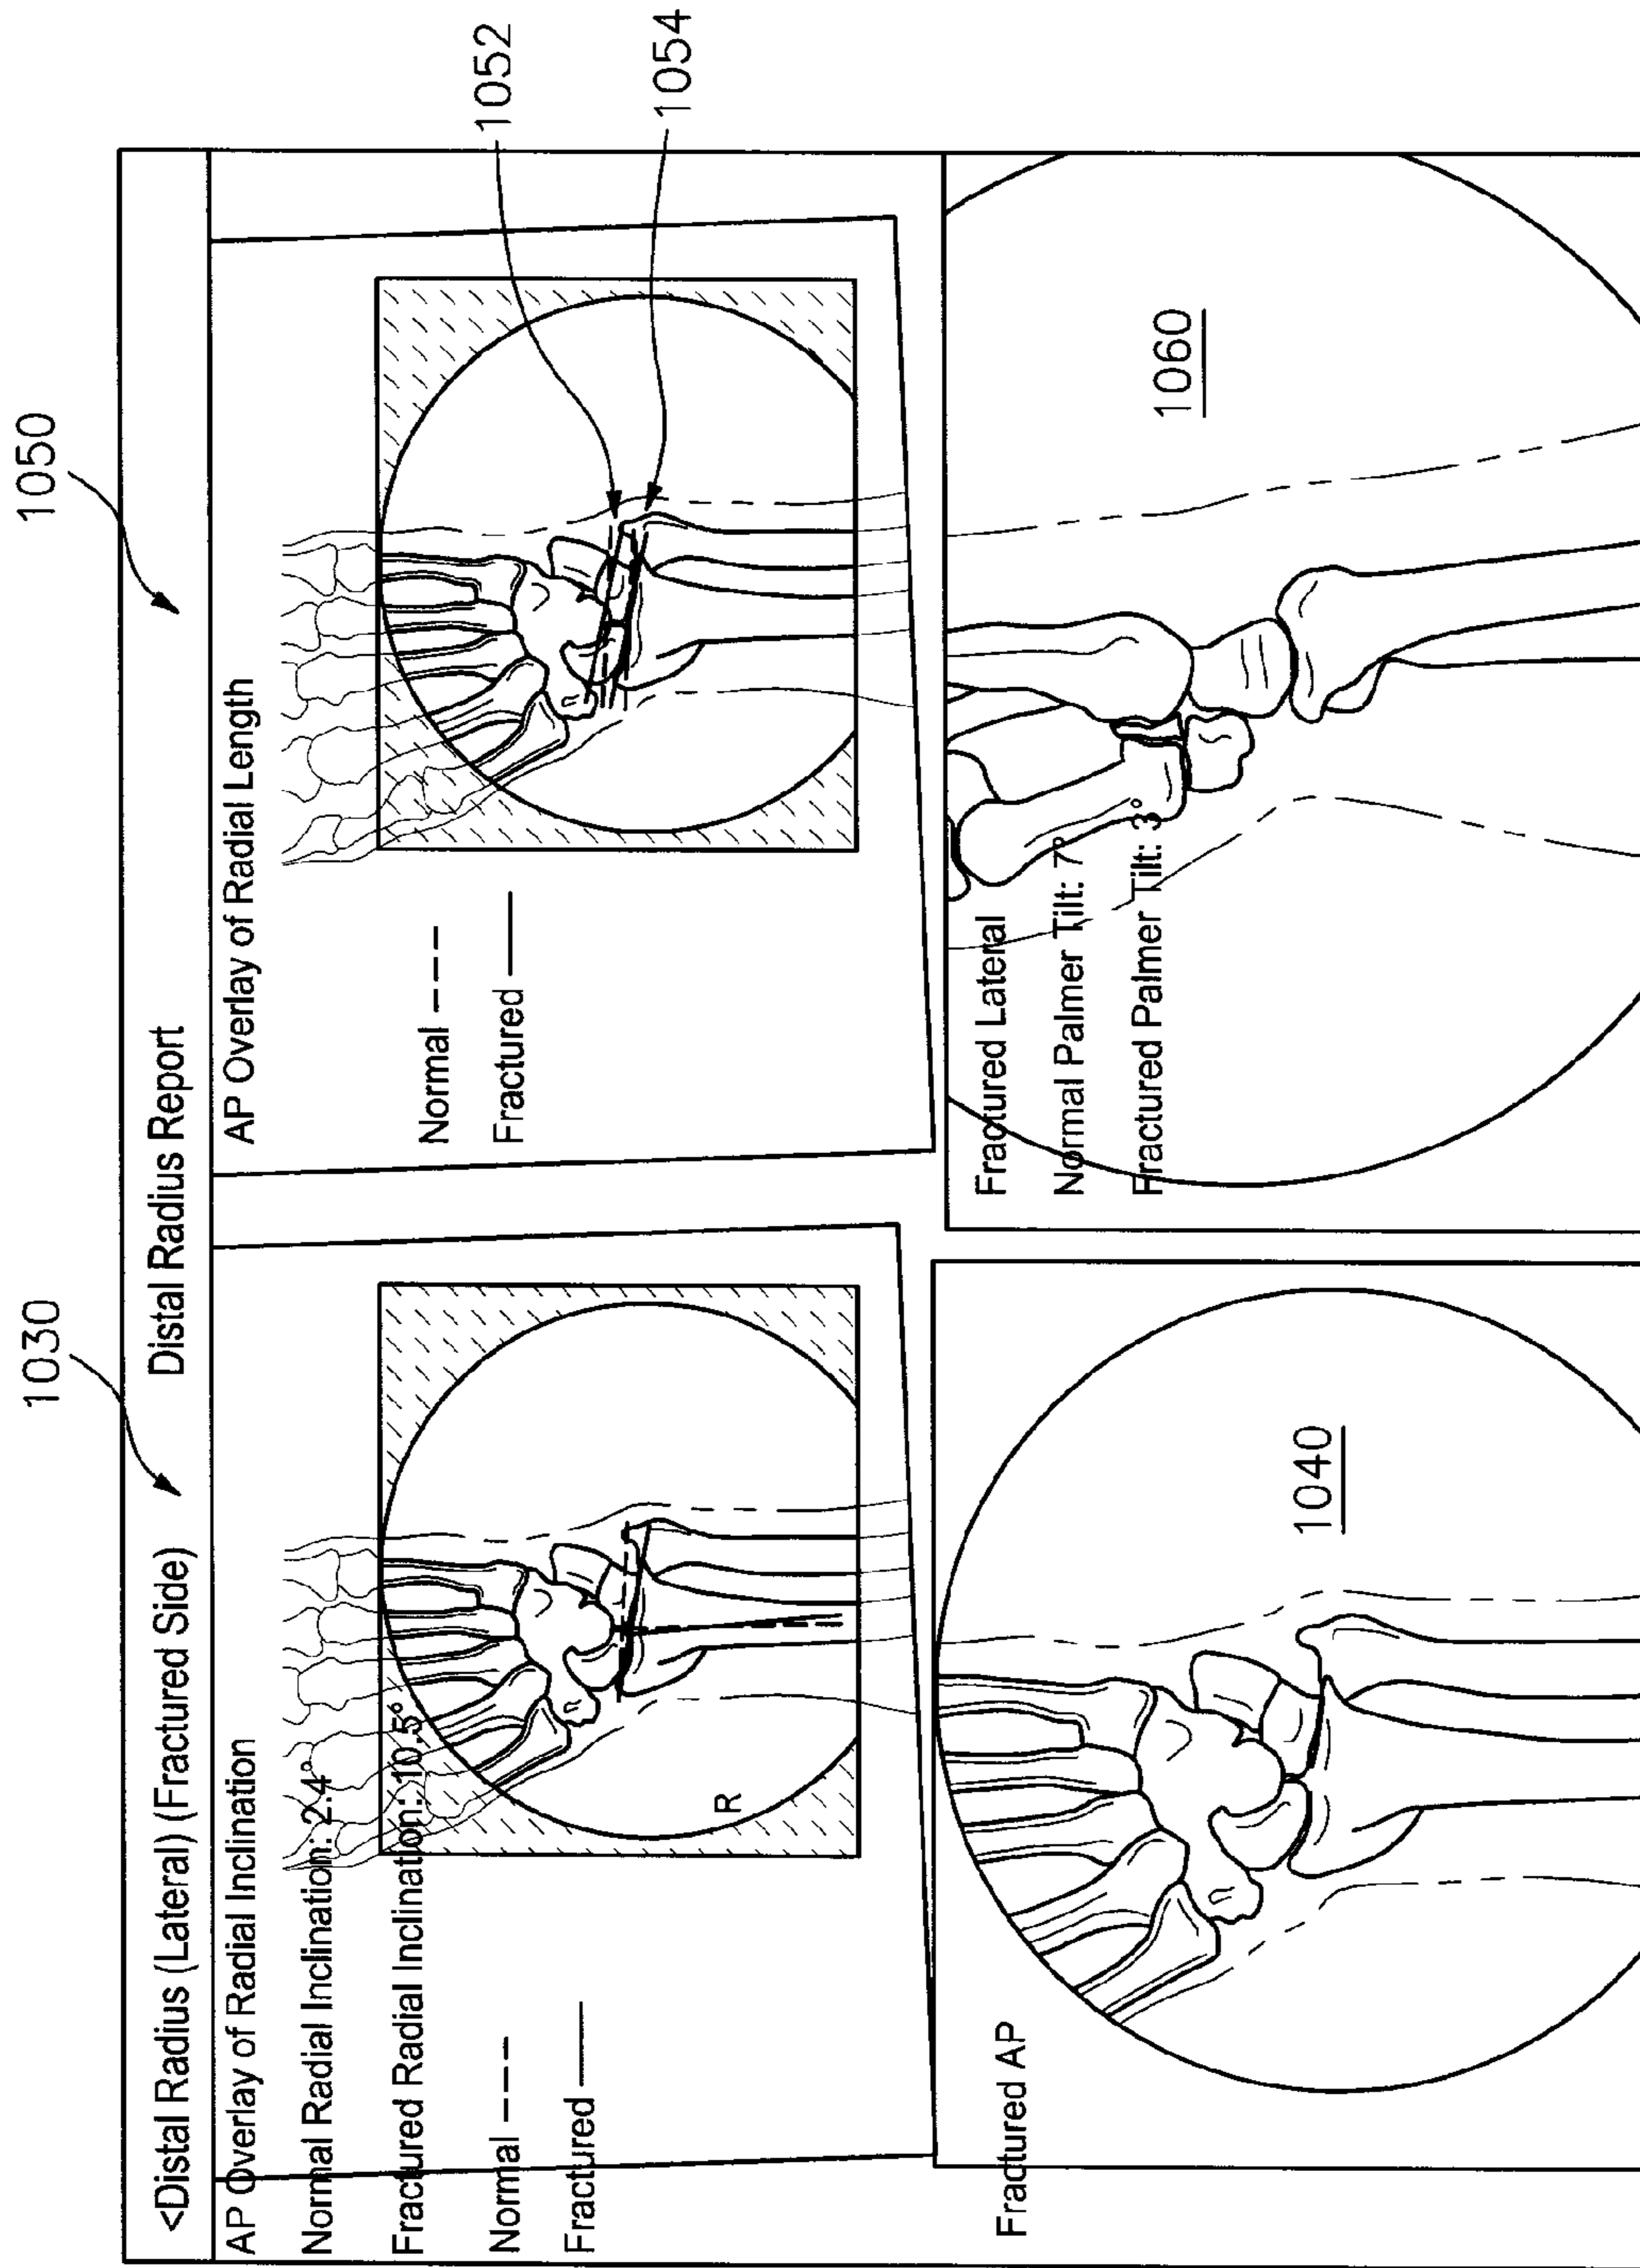 1030
1050
<Distal Radius (Lateral) (Fractured Side)
Distal Radius Report
AP Overlay of Radial Inclination
Normal Radial Inclination: 2.4°
Fractured Radial Inclination: 10.5°
Normal ---
Fractured ——
R
AP Overlay of Radial Length
Normal ---
Fractured ——
1052
1054
Fractured AP
1040
Fractured Lateral
Normal Palmer Tilt: 7°
Fractured Palmer Tilt: 3°
1060